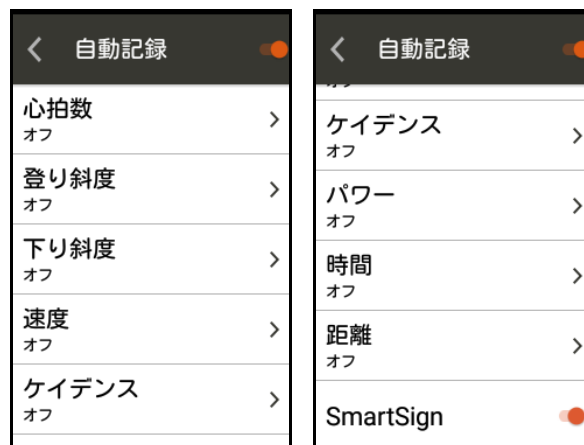 自動記録
心拍数
オフ
登り斜度
オフ
下り斜度
オフ
速度
オフ
ケイデンス
オフ
自動記録
ケイデンス
オフ
パワー
オフ
時間
オフ
距離
オフ
SmartSign